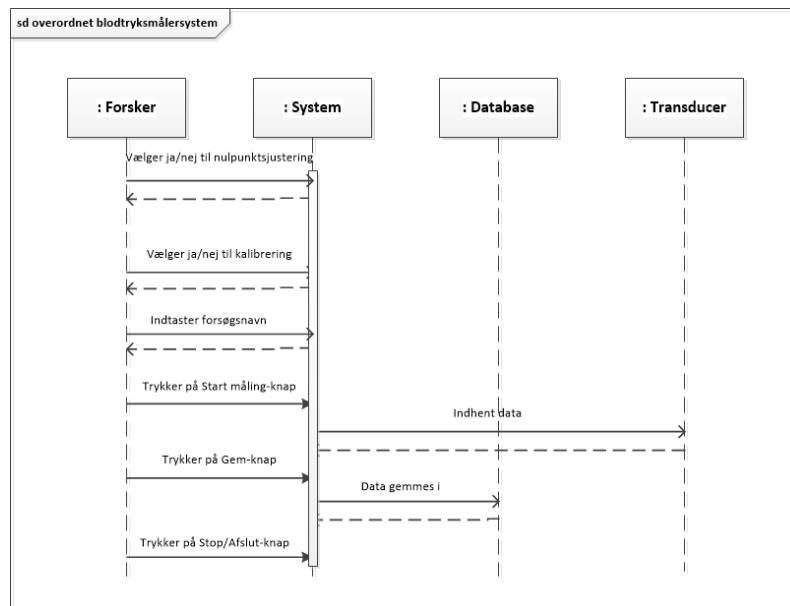 sd overordnet blodtryksmålersystem
: Forsker
: System
: Database
: Transducer
Vælger ja/nej til nulpunktsjustering
Vælger ja/nej til kalibrering
Indtaster forsøgsnavn
Trykker på Start måling-knap
Indhent data
Trykker på Gem-knap
Data gemmes i
Trykker på Stop/Afslut-knap